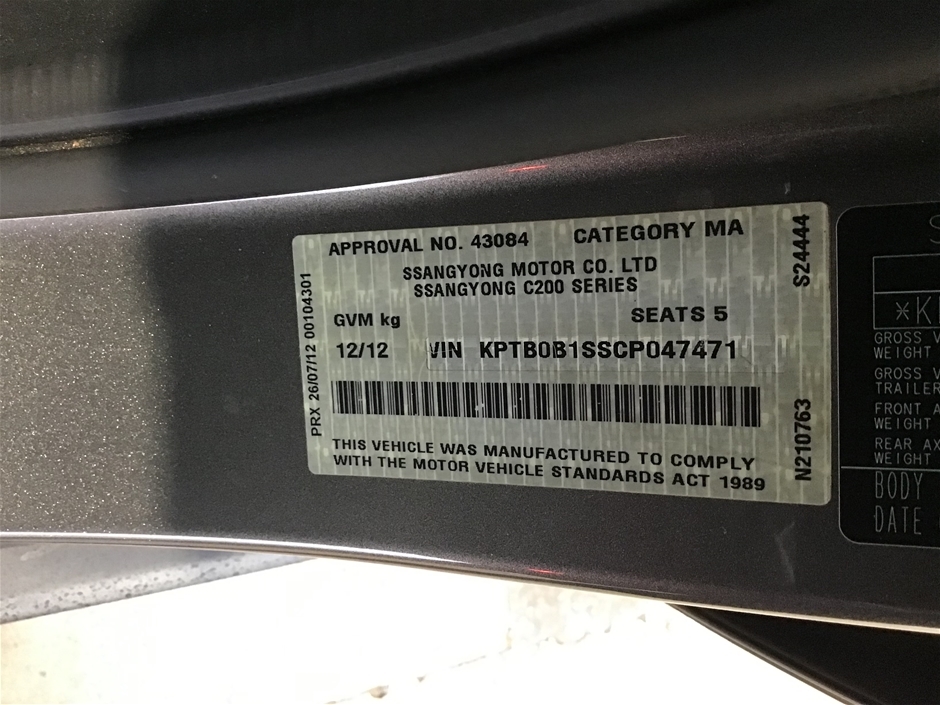 APPROVAL NO. 43084 CATEGORY MA
SSANGYONG MOTOR CO. LTD
SSANGYONG C200 SERIES
GVM kg SEATS 5
12/12 VIN KPTB0B1SSCP047471
THIS VEHICLE WAS MANUFACTURED TO COMPLY
WITH THE MOTOR VEHICLE STANDARDS ACT 1989
PRX 26/07/12 00104301
S24444
N210763
S
*K
GROSS V
WEIGHT
GROSS V
TRAILER
FRONT A
WEIGHT
REAR AX
WEIGHT
BODY
DATE